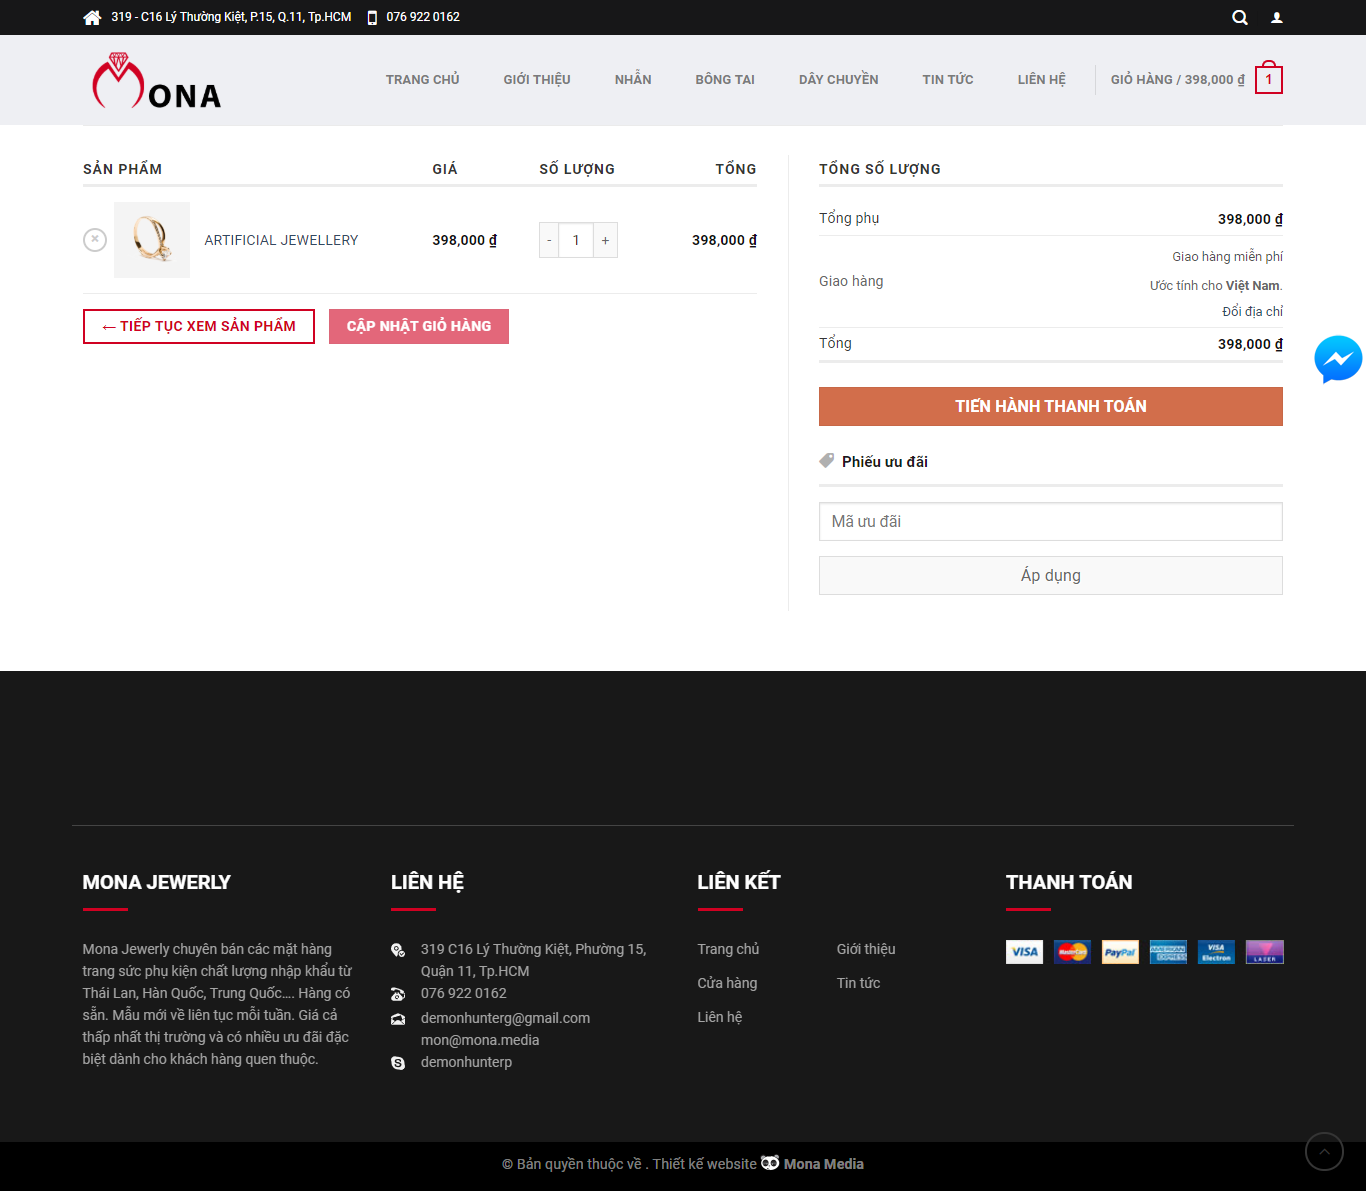 319 - C16 Lý Thường Kiệt, P.15, Q.11, Tp.HCM
076 922 0162
MONA
TRANG CHỦ
GIỚI THIỆU
NHẪN
BÔNG TAI
DÂY CHUYỀN
TIN TỨC
LIÊN HỆ
GIỎ HÀNG / 398,000 ₫
1
SẢN PHẨM
GIÁ
SỐ LƯỢNG
TỔNG
×
ARTIFICIAL JEWELLERY
398,000 ₫
- 1 +
398,000 ₫
← TIẾP TỤC XEM SẢN PHẨM
CẬP NHẬT GIỎ HÀNG
TỔNG SỐ LƯỢNG
Tổng phụ
398,000 ₫
Giao hàng
Giao hàng miễn phí
Ước tính cho Việt Nam.
Đổi địa chỉ
Tổng
398,000 ₫
TIẾN HÀNH THANH TOÁN
Phiếu ưu đãi
Mã ưu đãi
Áp dụng
MONA JEWERLY
Mona Jewerly chuyên bán các mặt hàng
trang sức phụ kiện chất lượng nhập khẩu từ
Thái Lan, Hàn Quốc, Trung Quốc…. Hàng có
sẵn. Mẫu mới về liên tục mỗi tuần. Giá cả
thấp nhất thị trường và có nhiều ưu đãi đặc
biệt dành cho khách hàng quen thuộc.
LIÊN HỆ
319 C16 Lý Thường Kiệt, Phường 15,
Quận 11, Tp.HCM
076 922 0162
demonhunterg@gmail.com
mon@mona.media
demonhunterp
LIÊN KẾT
Trang chủ
Giới thiệu
Cửa hàng
Tin tức
Liên hệ
THANH TOÁN
VISA
MasterCard
PayPal
AMERICAN EXPRESS
VISA Electron
LASER
© Bản quyền thuộc về . Thiết kế website Mona Media